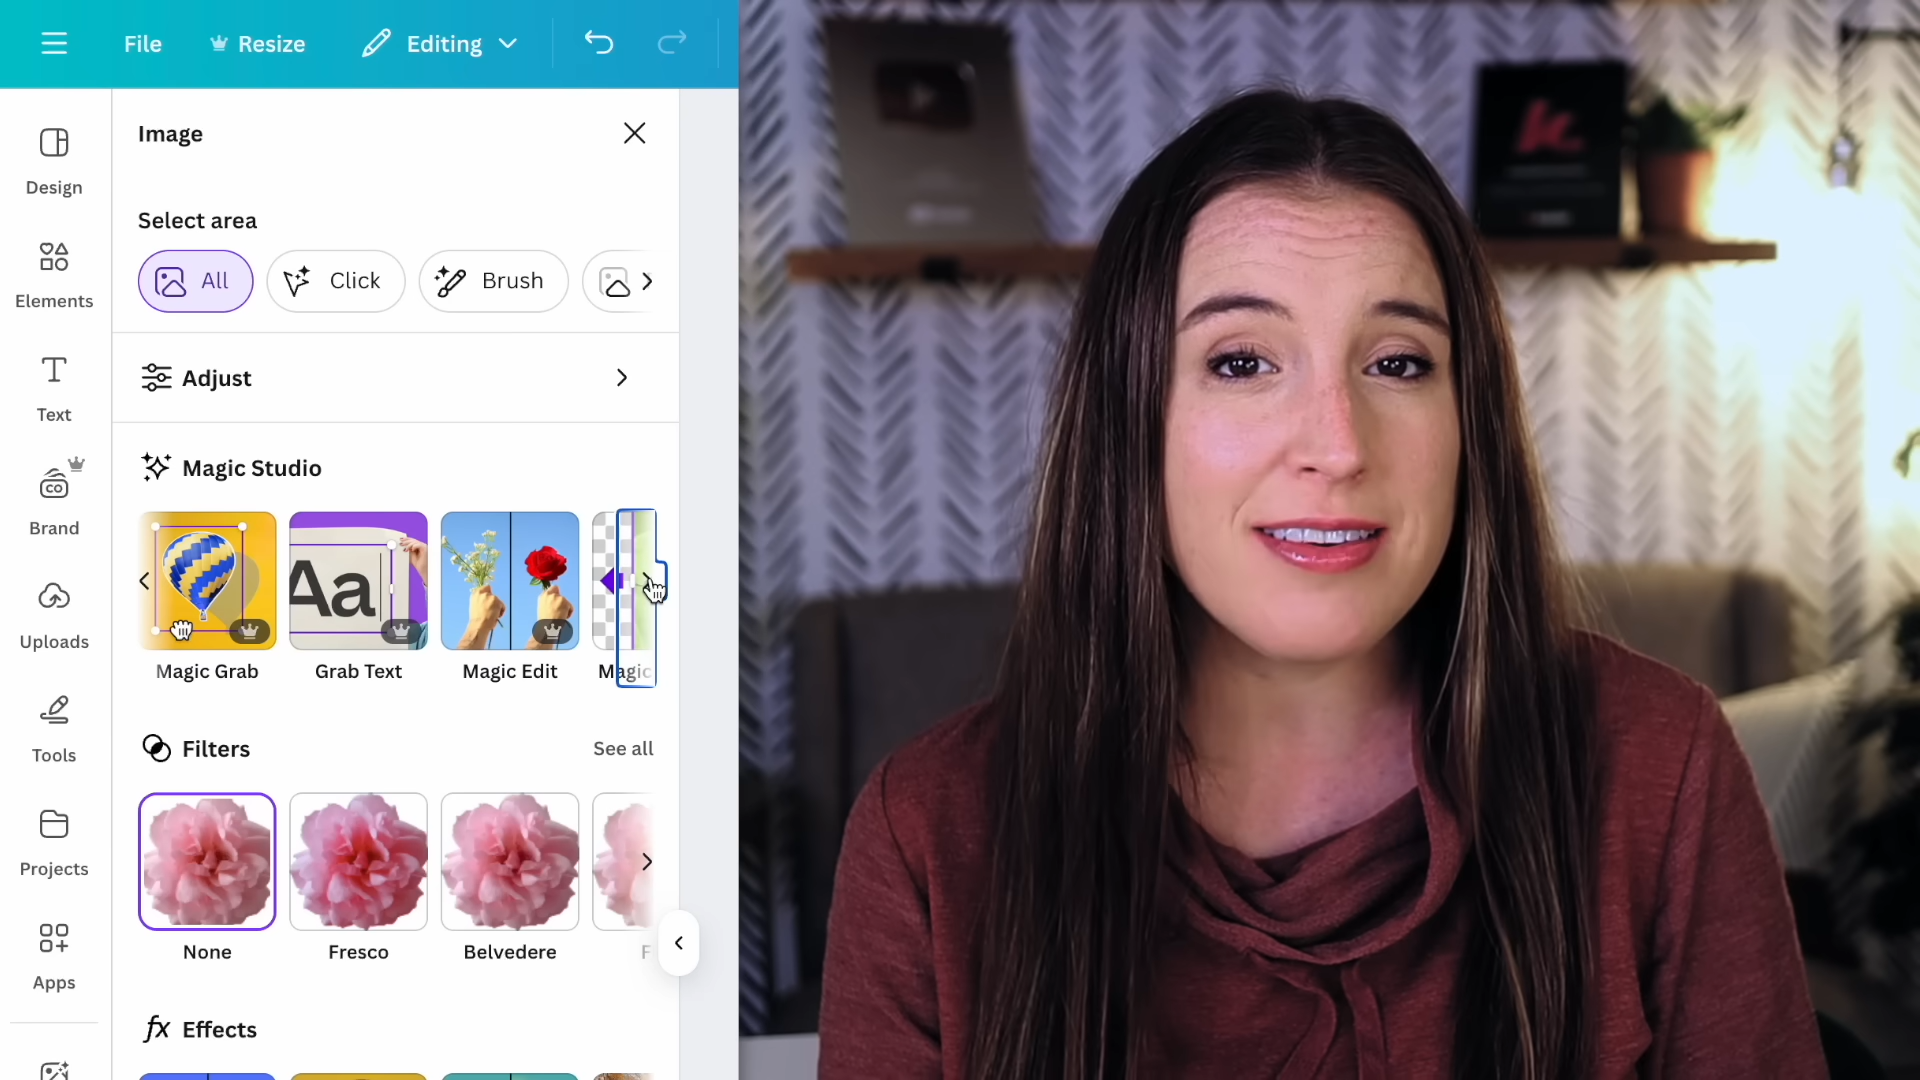 File
Resize
Editing
Image
Design
Select area
All
Click
Brush
Elements
Adjust
Text
Magic Studio
Brand
Aa
Magic Grab
Grab Text
Magic Edit
Magic
Uploads
Filters
See all
Tools
Projects
None
Fresco
Belvedere
F
Apps
fx Effects